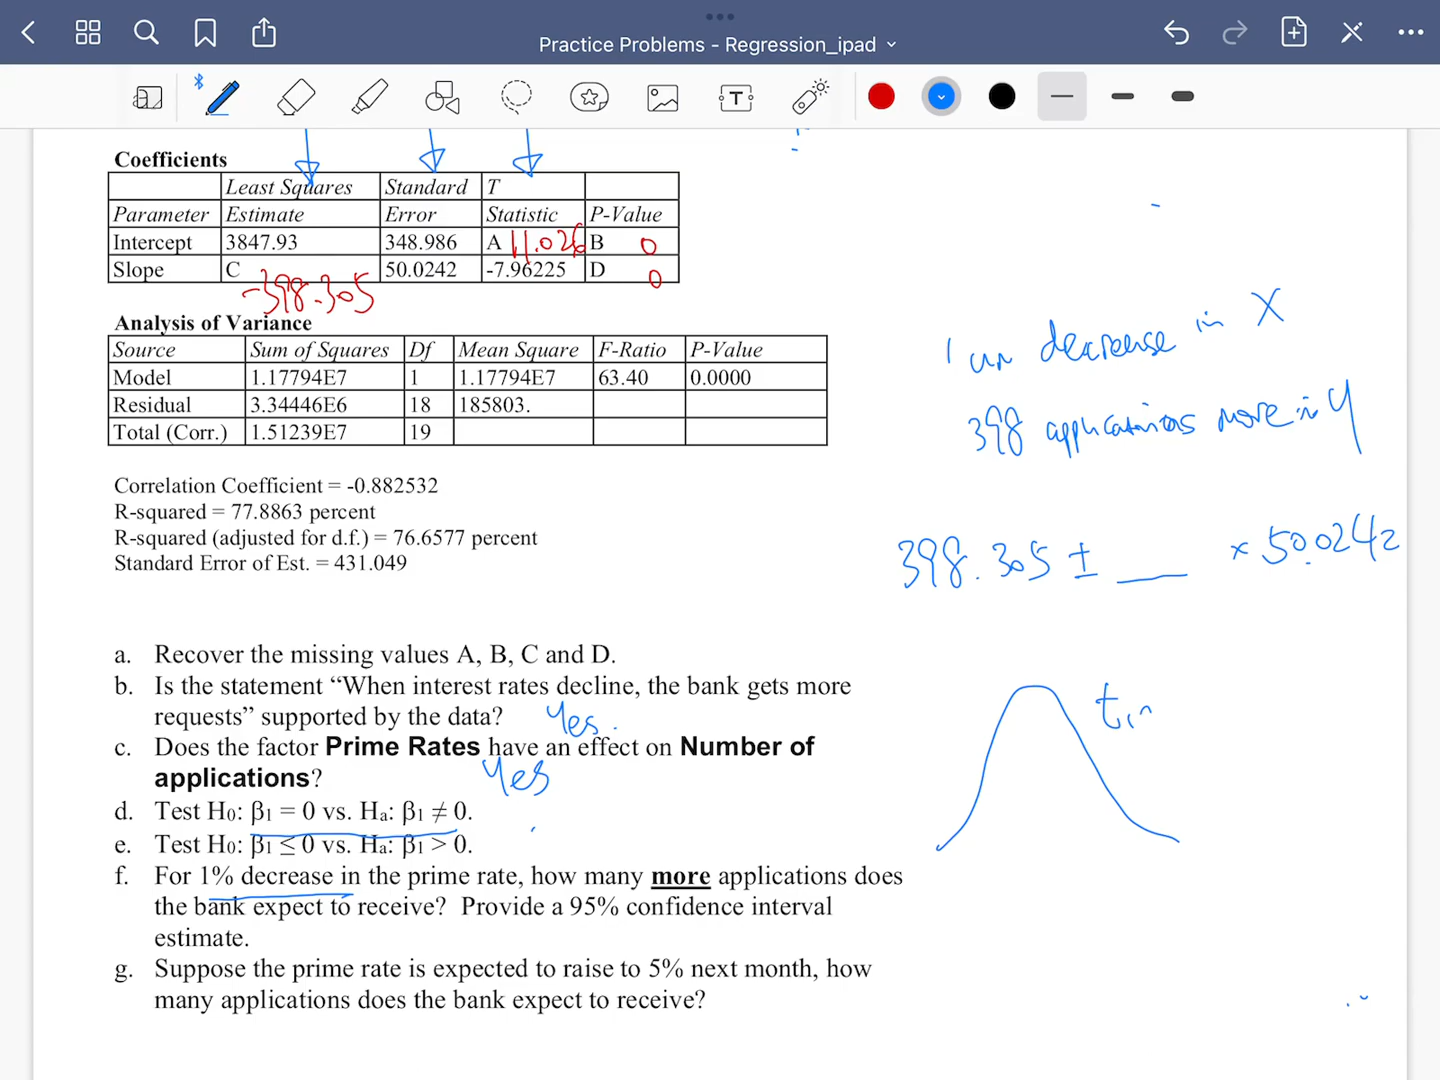 Practice Problems - Regression_ipad
Coefficients
Least Squares Standard T
Parameter Estimate Error Statistic P-Value
Intercept 3847.93 348.986 A 11.026 B 0
Slope C -398.305 50.0242 -7.96225 D 0
Analysis of Variance
Source Sum of Squares Df Mean Square F-Ratio P-Value
Model 1.17794E7 1 1.17794E7 63.40 0.0000
Residual 3.34446E6 18 185803.
Total (Corr.) 1.51239E7 19
1 un decrease in X
398 applications more in Y
Correlation Coefficient = -0.882532
R-squared = 77.8863 percent
R-squared (adjusted for d.f.) = 76.6577 percent
Standard Error of Est. = 431.049
398.305 ± ___ × 50.0242
t
a. Recover the missing values A, B, C and D.
b. Is the statement “When interest rates decline, the bank gets more
requests” supported by the data? Yes.
c. Does the factor Prime Rates have an effect on Number of
applications? Yes
d. Test H0: β1 = 0 vs. Ha: β1 ≠ 0.
e. Test H0: β1 ≤ 0 vs. Ha: β1 > 0.
f. For 1% decrease in the prime rate, how many more applications does
the bank expect to receive? Provide a 95% confidence interval
estimate.
g. Suppose the prime rate is expected to raise to 5% next month, how
many applications does the bank expect to receive?